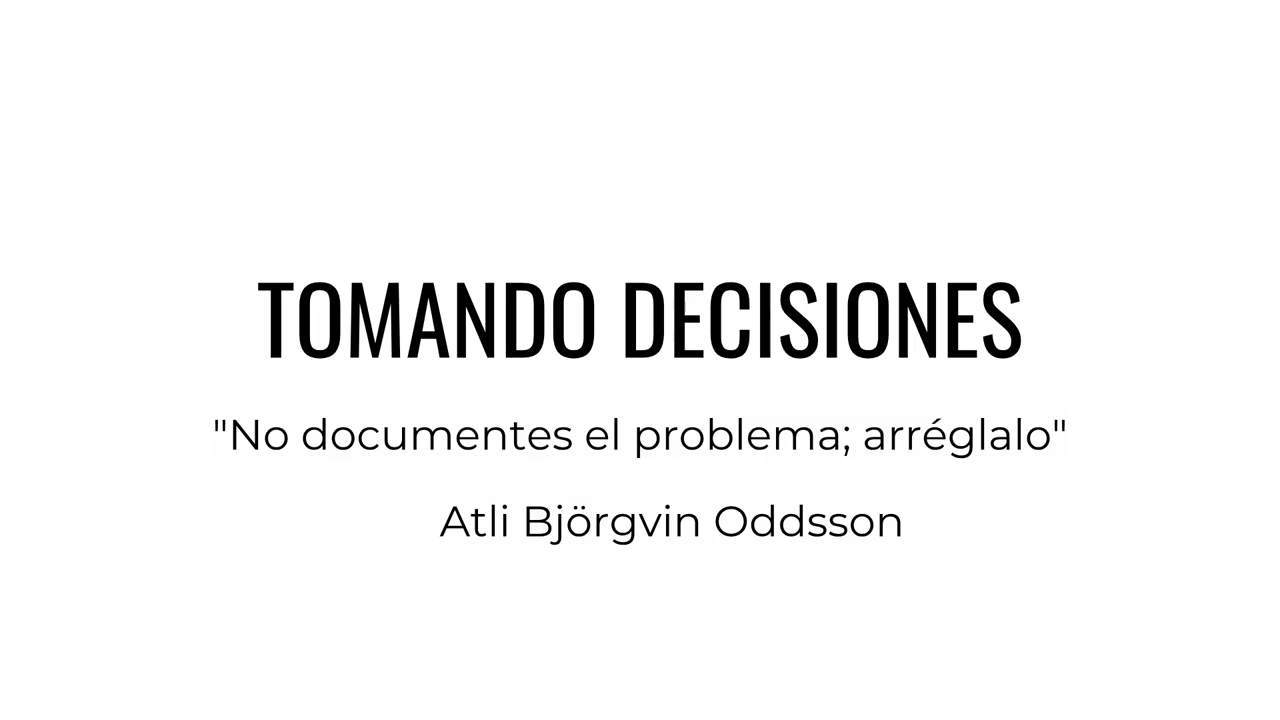 TOMANDO DECISIONES
"No documentes el problema; arréglalo"
Atli Björgvin Oddsson